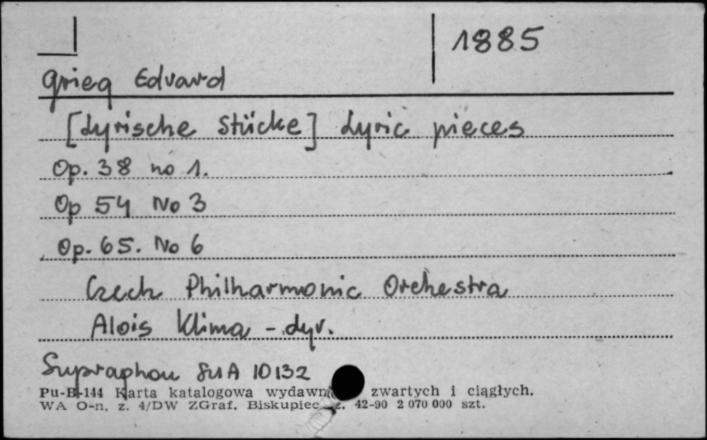 1885
Grieg Edvard
[Lyrische Stücke] Lyric pieces
Op. 38 no 1.
Op 54 No 3
Op. 65. No 6
Czech Philharmonic Orchestra
Alois Klima - dyr.
Supraphon SUA 10132
Pu-B-144 Karta katalogowa zwartych i ciągłych.
WA O-n. z. 4/DW ZGraf. Biskupiec z. 42-90 2 070 000 szt.